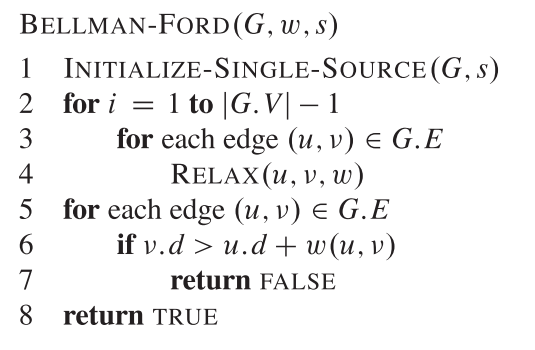 BELLMAN-FORD(G, w, s)
1 INITIALIZE-SINGLE-SOURCE(G, s)
2 for i = 1 to |G.V| − 1
3 for each edge (u, v) ∈ G.E
4 RELAX(u, v, w)
5 for each edge (u, v) ∈ G.E
6 if v.d > u.d + w(u, v)
7 return FALSE
8 return TRUE